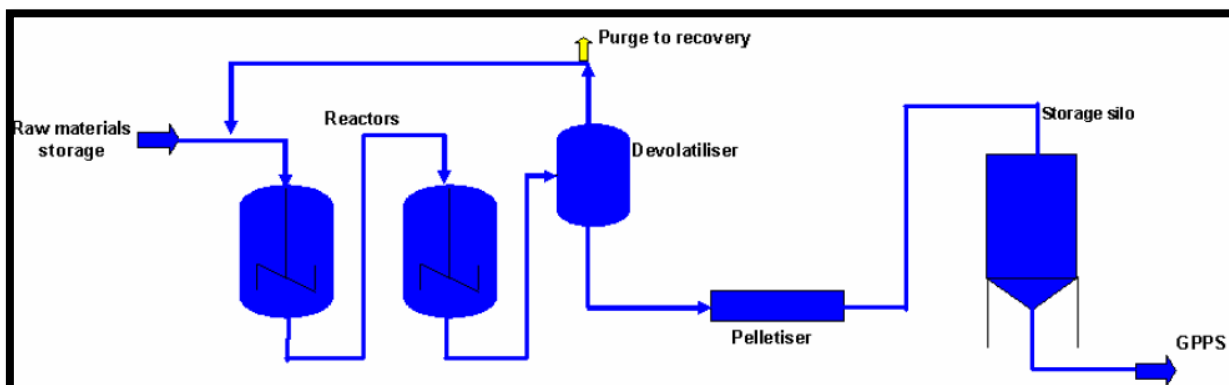 Purge to recovery
Raw materials
storage
Reactors
Devolatiliser
Storage silo
Pelletiser
GPPS